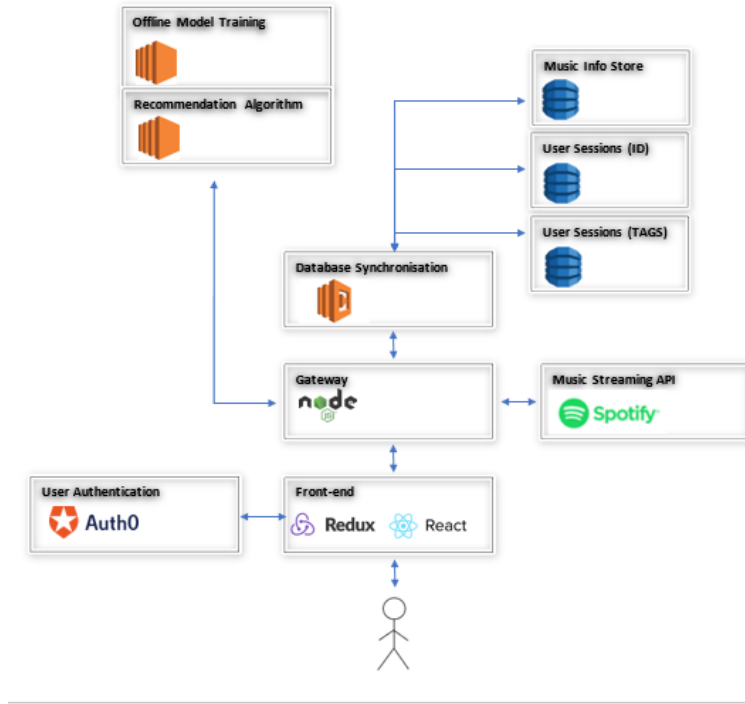 Offline Model Training
Recommendation Algorithm
Music Info Store
User Sessions (ID)
User Sessions (TAGS)
Database Synchronisation
Gateway
node
JS
Music Streaming API
Spotify
User Authentication
Auth0
Front-end
Redux
React